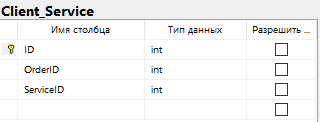 Client_Service
Имя столбца Тип данных Разрешить ...
ID int
OrderID int
ServiceID int